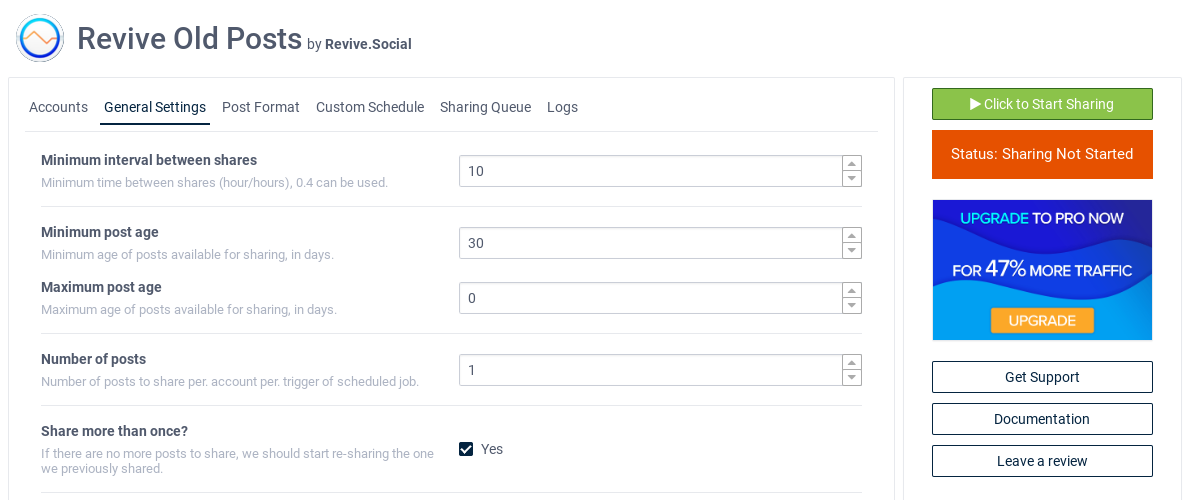 Revive Old Posts by Revive.Social
Accounts General Settings Post Format Custom Schedule Sharing Queue Logs
Minimum interval between shares
Minimum time between shares (hour/hours), 0.4 can be used.
10
Minimum post age
Minimum age of posts available for sharing, in days.
30
Maximum post age
Maximum age of posts available for sharing, in days.
0
Number of posts
Number of posts to share per. account per. trigger of scheduled job.
1
Share more than once?
If there are no more posts to share, we should start re-sharing the one
we previously shared.
Yes
Click to Start Sharing
Status: Sharing Not Started
UPGRADE TO PRO NOW
FOR 47% MORE TRAFFIC
UPGRADE
Get Support
Documentation
Leave a review